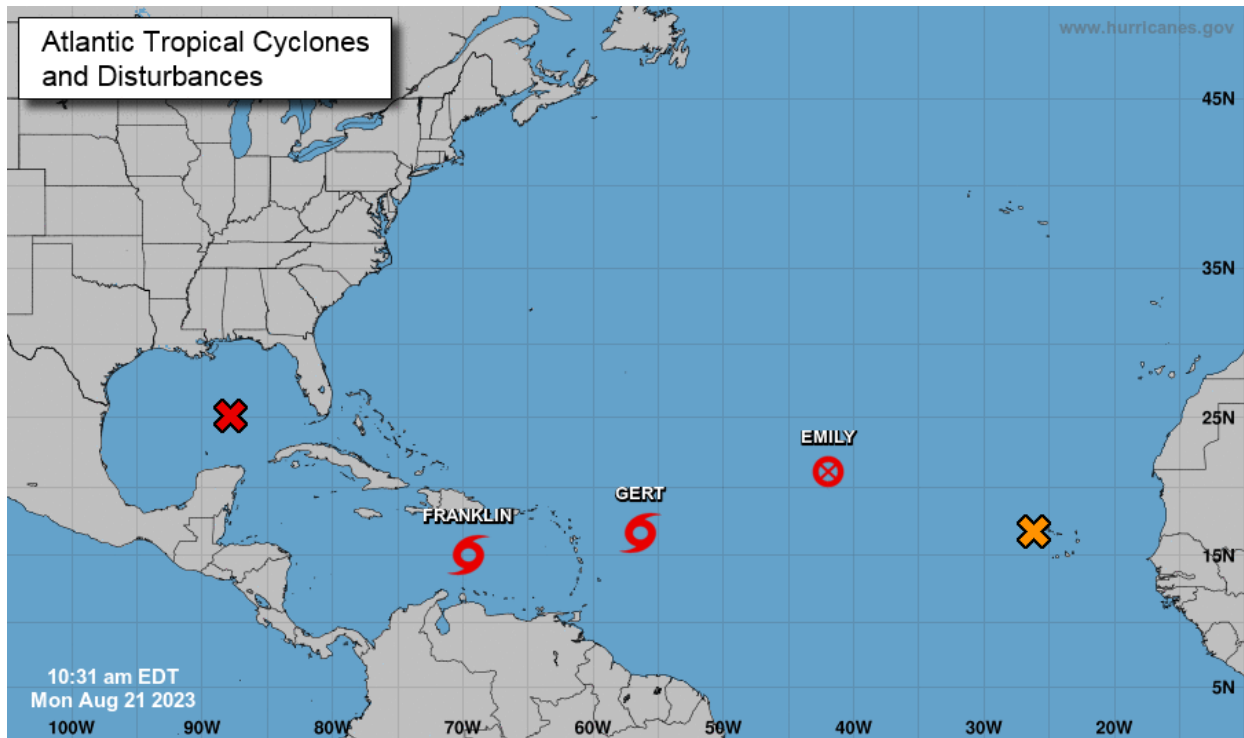 Atlantic Tropical Cyclones
and Disturbances
www.hurricanes.gov
45N
35N
25N
EMILY
GERT
FRANKLIN
15N
10:31 am EDT
Mon Aug 21 2023
5N
100W 90W 80W 70W 60W 50W 40W 30W 20W